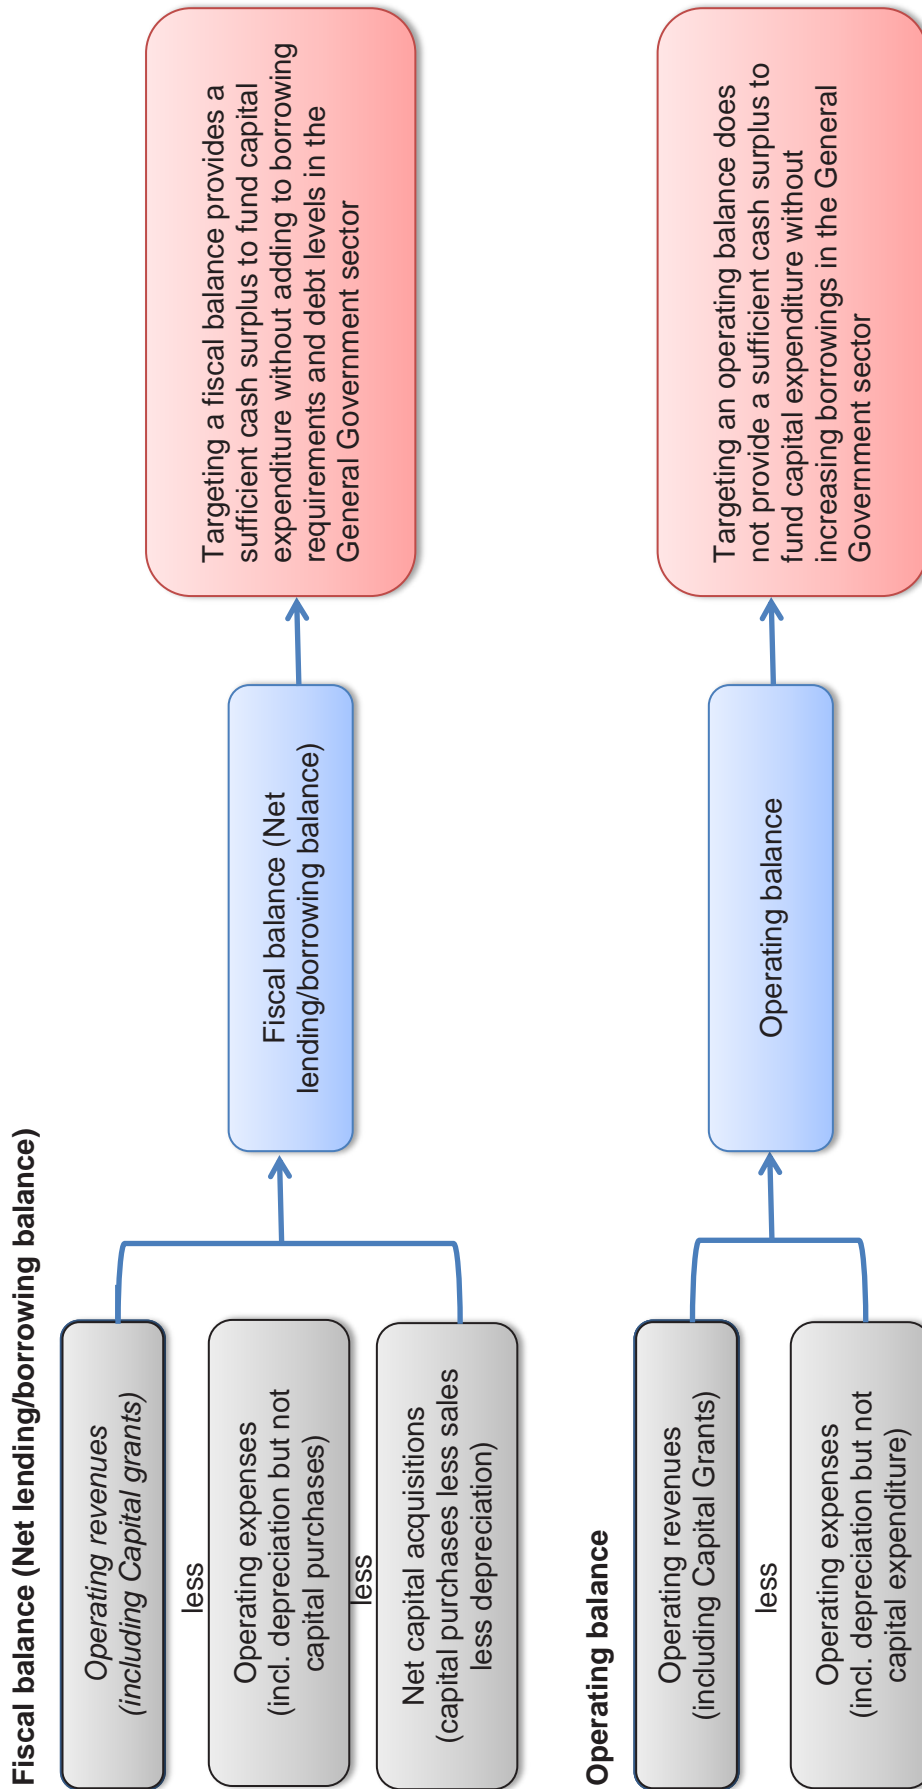 Fiscal balance (Net lending/borrowing balance)
Operating revenues
(including Capital grants)
less
Operating expenses
(incl. depreciation but not
capital purchases)
less
Net capital acquisitions
(capital purchases less sales
less depreciation)
Fiscal balance (Net
lending/borrowing balance)
Targeting a fiscal balance provides a
sufficient cash surplus to fund capital
expenditure without adding to borrowing
requirements and debt levels in the
General Government sector
Operating balance
Operating revenues
(including Capital Grants)
less
Operating expenses
(incl. depreciation but not
capital expenditure)
Operating balance
Targeting an operating balance does
not provide a sufficient cash surplus to
fund capital expenditure without
increasing borrowings in the General
Government sector